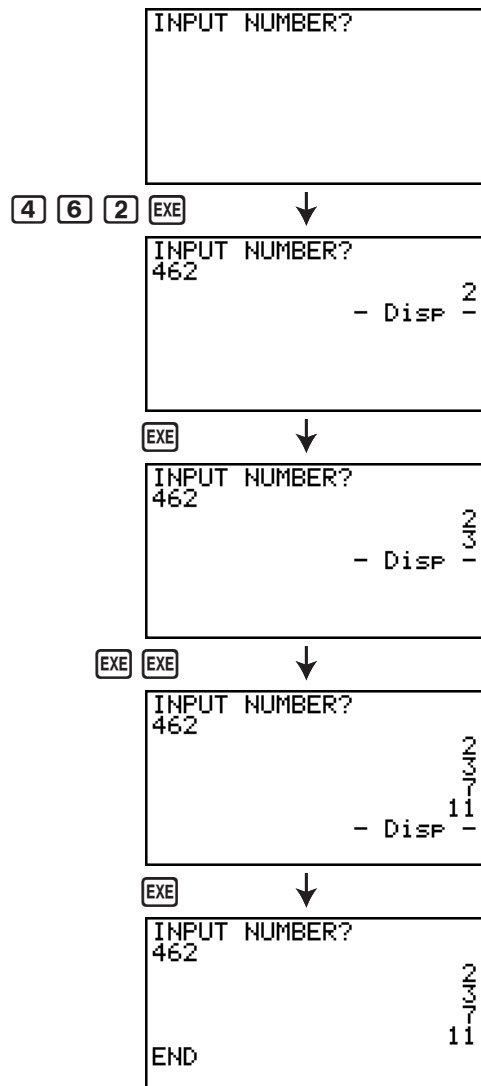 INPUT NUMBER?
4 6 2 EXE
INPUT NUMBER?
462
2
- Disp -
EXE
INPUT NUMBER?
462
2
3
- Disp -
EXE EXE
INPUT NUMBER?
462
2
3
7
11
- Disp -
EXE
INPUT NUMBER?
462
2
3
7
11
END